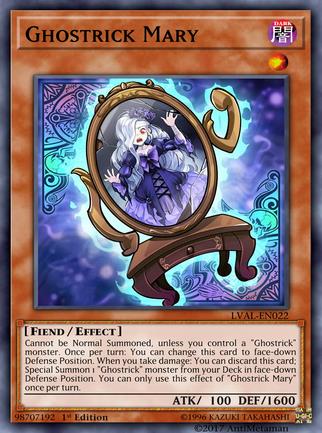 GHOSTRICK MARY
DARK
闇
LVAL-EN022
[FIEND / EFFECT]
Cannot be Normal Summoned, unless you control a "Ghostrick"
monster. Once per turn: You can change this card to face-down
Defense Position. When you take damage: You can discard this card;
Special Summon 1 "Ghostrick" monster from your Deck in face-down
Defense Position. You can only use this effect of "Ghostrick Mary"
once per turn.
ATK/ 100 DEF/1600
98707192 1st Edition ©1996 KAZUKI TAKAHASHI
©2017 AntiMetaman